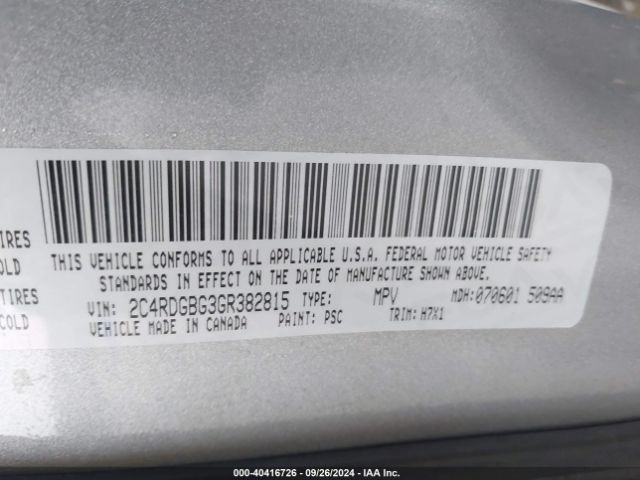 THIS VEHICLE CONFORMS TO ALL APPLICABLE U.S.A. FEDERAL MOTOR VEHICLE SAFETY
STANDARDS IN EFFECT ON THE DATE OF MANUFACTURE SHOWN ABOVE.
VIN: 2C4RDGBG3GR382815 TYPE: MPV MDH:070601 509AA
VEHICLE MADE IN CANADA PAINT: PSC TRIM: H7X1
IRES
OLD
TIRES
COLD
000-40416726 - 09/26/2024 - IAA Inc.